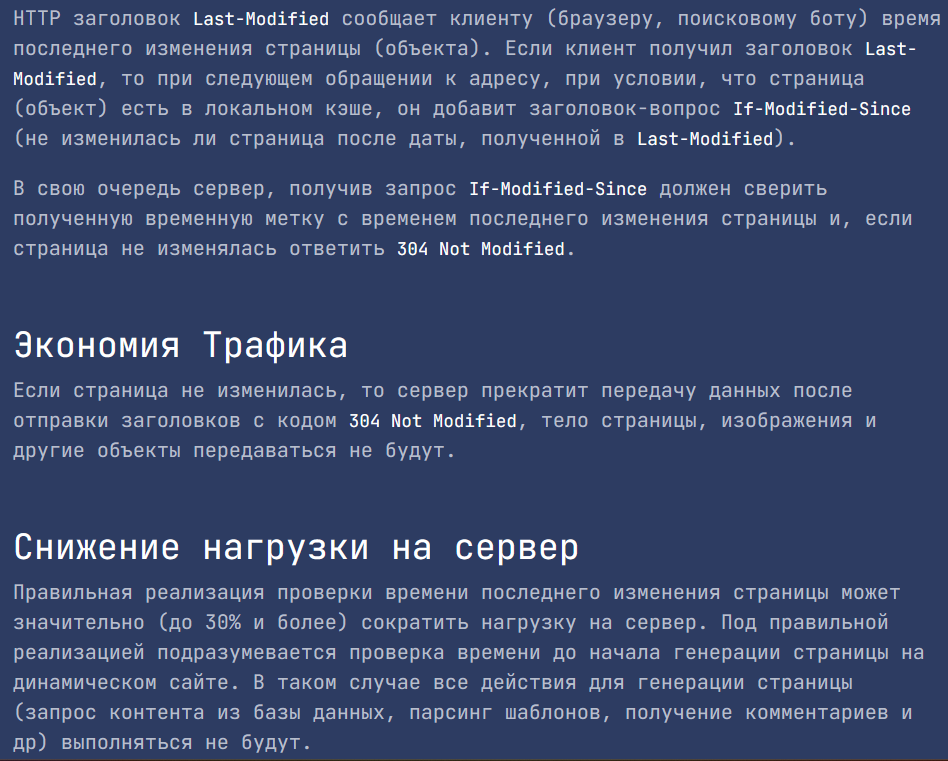 HTTP заголовок Last-Modified сообщает клиенту (браузеру, поисковому боту) время
последнего изменения страницы (объекта). Если клиент получил заголовок Last-
Modified, то при следующем обращении к адресу, при условии, что страница
(объект) есть в локальном кэше, он добавит заголовок-вопрос If-Modified-Since
(не изменилась ли страница после даты, полученной в Last-Modified).
В свою очередь сервер, получив запрос If-Modified-Since должен сверить
полученную временную метку с временем последнего изменения страницы и, если
страница не изменялась ответить 304 Not Modified.
Экономия Трафика
Если страница не изменилась, то сервер прекратит передачу данных после
отправки заголовков с кодом 304 Not Modified, тело страницы, изображения и
другие объекты передаваться не будут.
Снижение нагрузки на сервер
Правильная реализация проверки времени последнего изменения страницы может
значительно (до 30% и более) сократить нагрузку на сервер. Под правильной
реализацией подразумевается проверка времени до начала генерации страницы на
динамическом сайте. В таком случае все действия для генерации страницы
(запрос контента из базы данных, парсинг шаблонов, получение комментариев и
др) выполняться не будут.